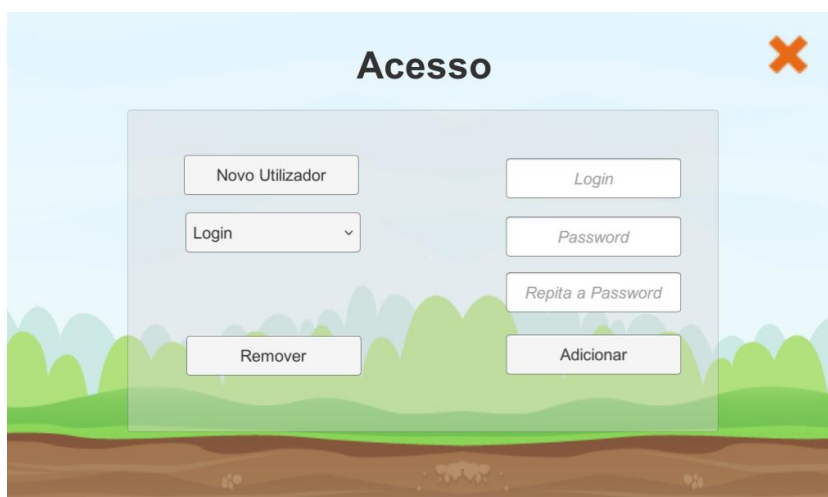 Acesso
Novo Utilizador
Login
Remover
Login
Password
Repita a Password
Adicionar